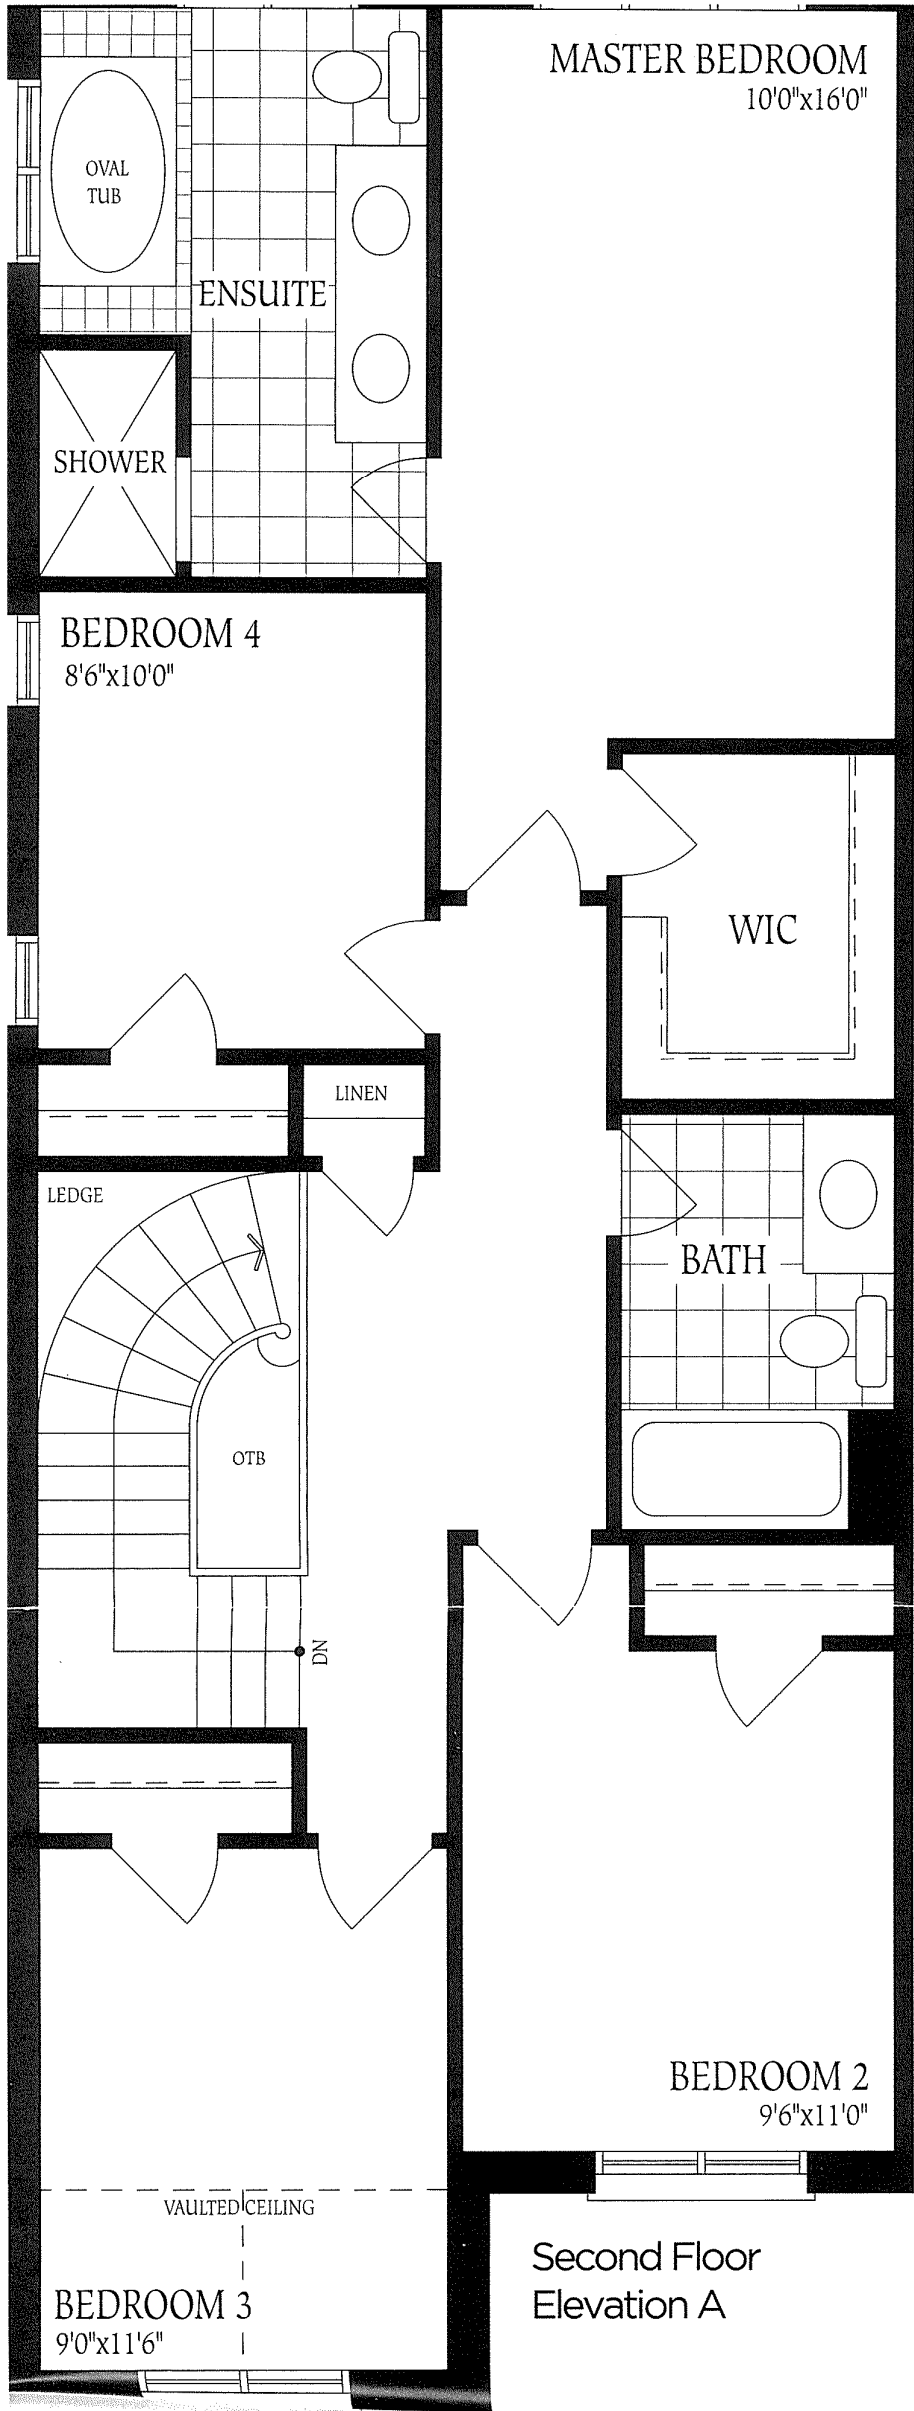 MASTER BEDROOM
10'0"x16'0"
OVAL
TUB
ENSUITE
SHOWER
BEDROOM 4
8'6"x10'0"
WIC
LINEN
LEDGE
BATH
OTB
DN
BEDROOM 2
9'6"x11'0"
VAULTED CEILING
BEDROOM 3
9'0"x11'6"
Second Floor
Elevation A